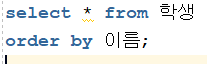 select * from 학생
order by 이름;